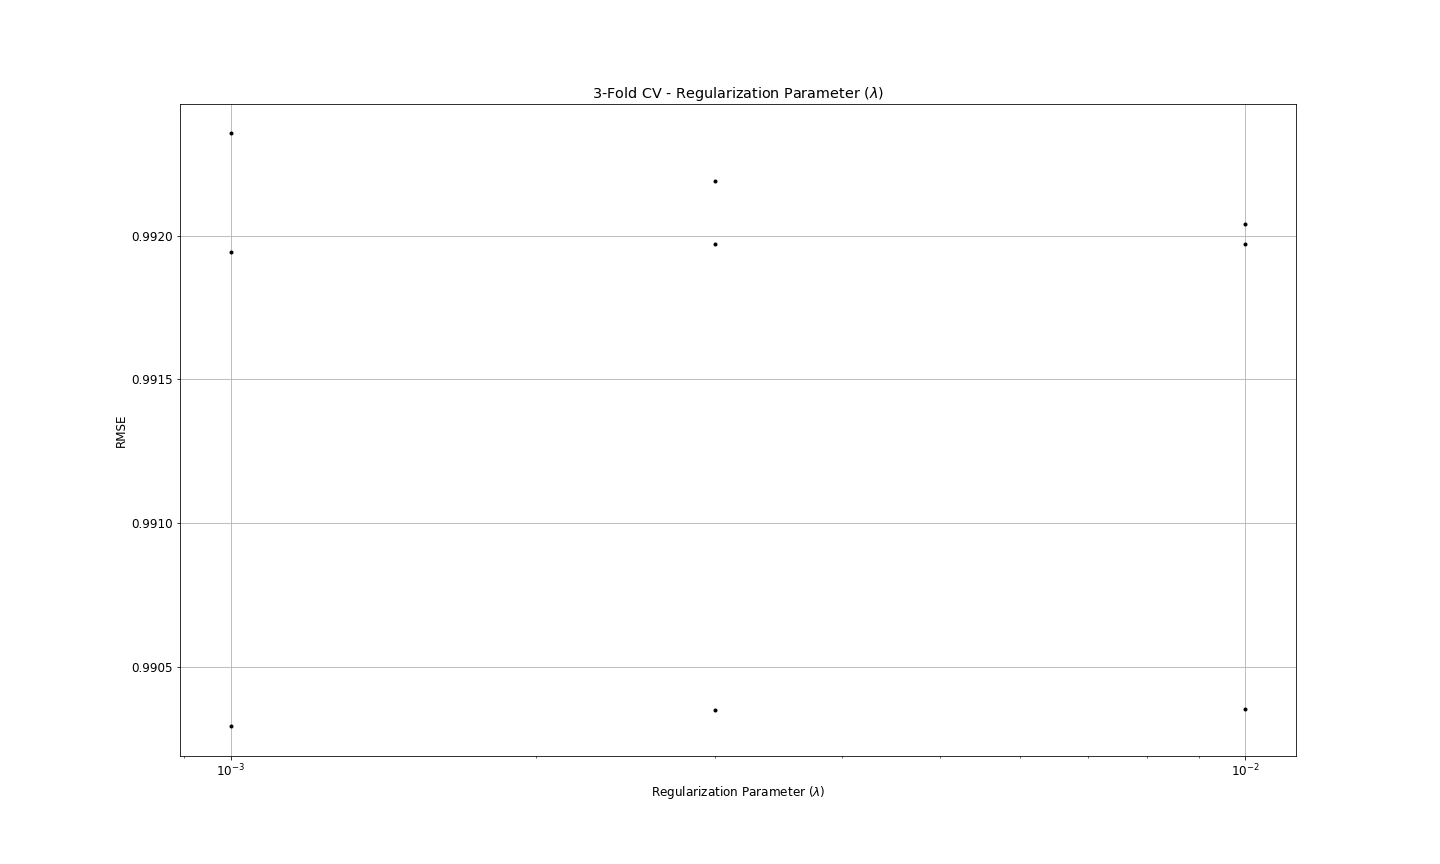 3-Fold CV - Regularization Parameter (λ)
0.9920
0.9915
0.9910
0.9905
RMSE
10⁻³
10⁻²
Regularization Parameter (λ)